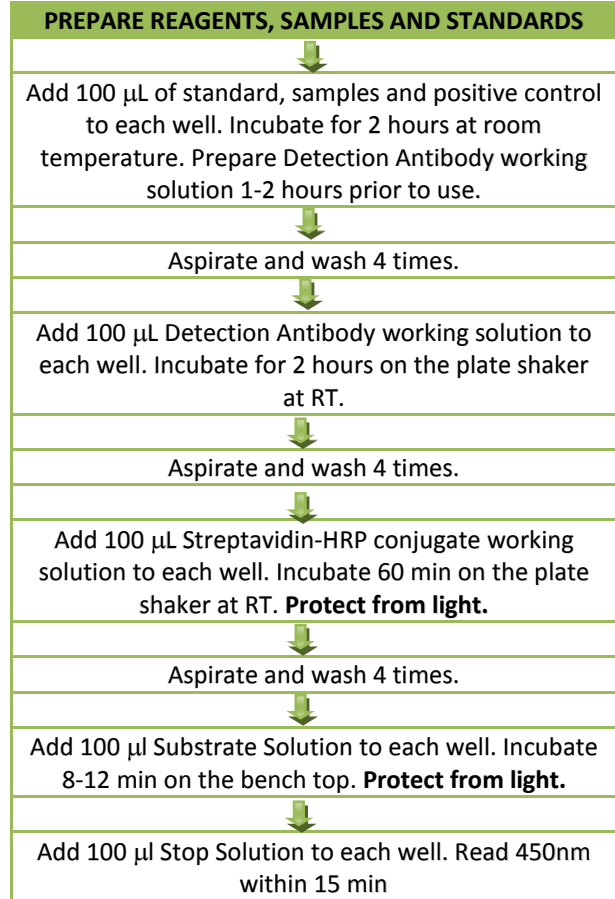 PREPARE REAGENTS, SAMPLES AND STANDARDS
Add 100 μL of standard, samples and positive control
to each well. Incubate for 2 hours at room
temperature. Prepare Detection Antibody working
solution 1-2 hours prior to use.
Aspirate and wash 4 times.
Add 100 μL Detection Antibody working solution to
each well. Incubate for 2 hours on the plate shaker
at RT.
Aspirate and wash 4 times.
Add 100 μL Streptavidin-HRP conjugate working
solution to each well. Incubate 60 min on the plate
shaker at RT. Protect from light.
Aspirate and wash 4 times.
Add 100 μl Substrate Solution to each well. Incubate
8-12 min on the bench top. Protect from light.
Add 100 μl Stop Solution to each well. Read 450nm
within 15 min